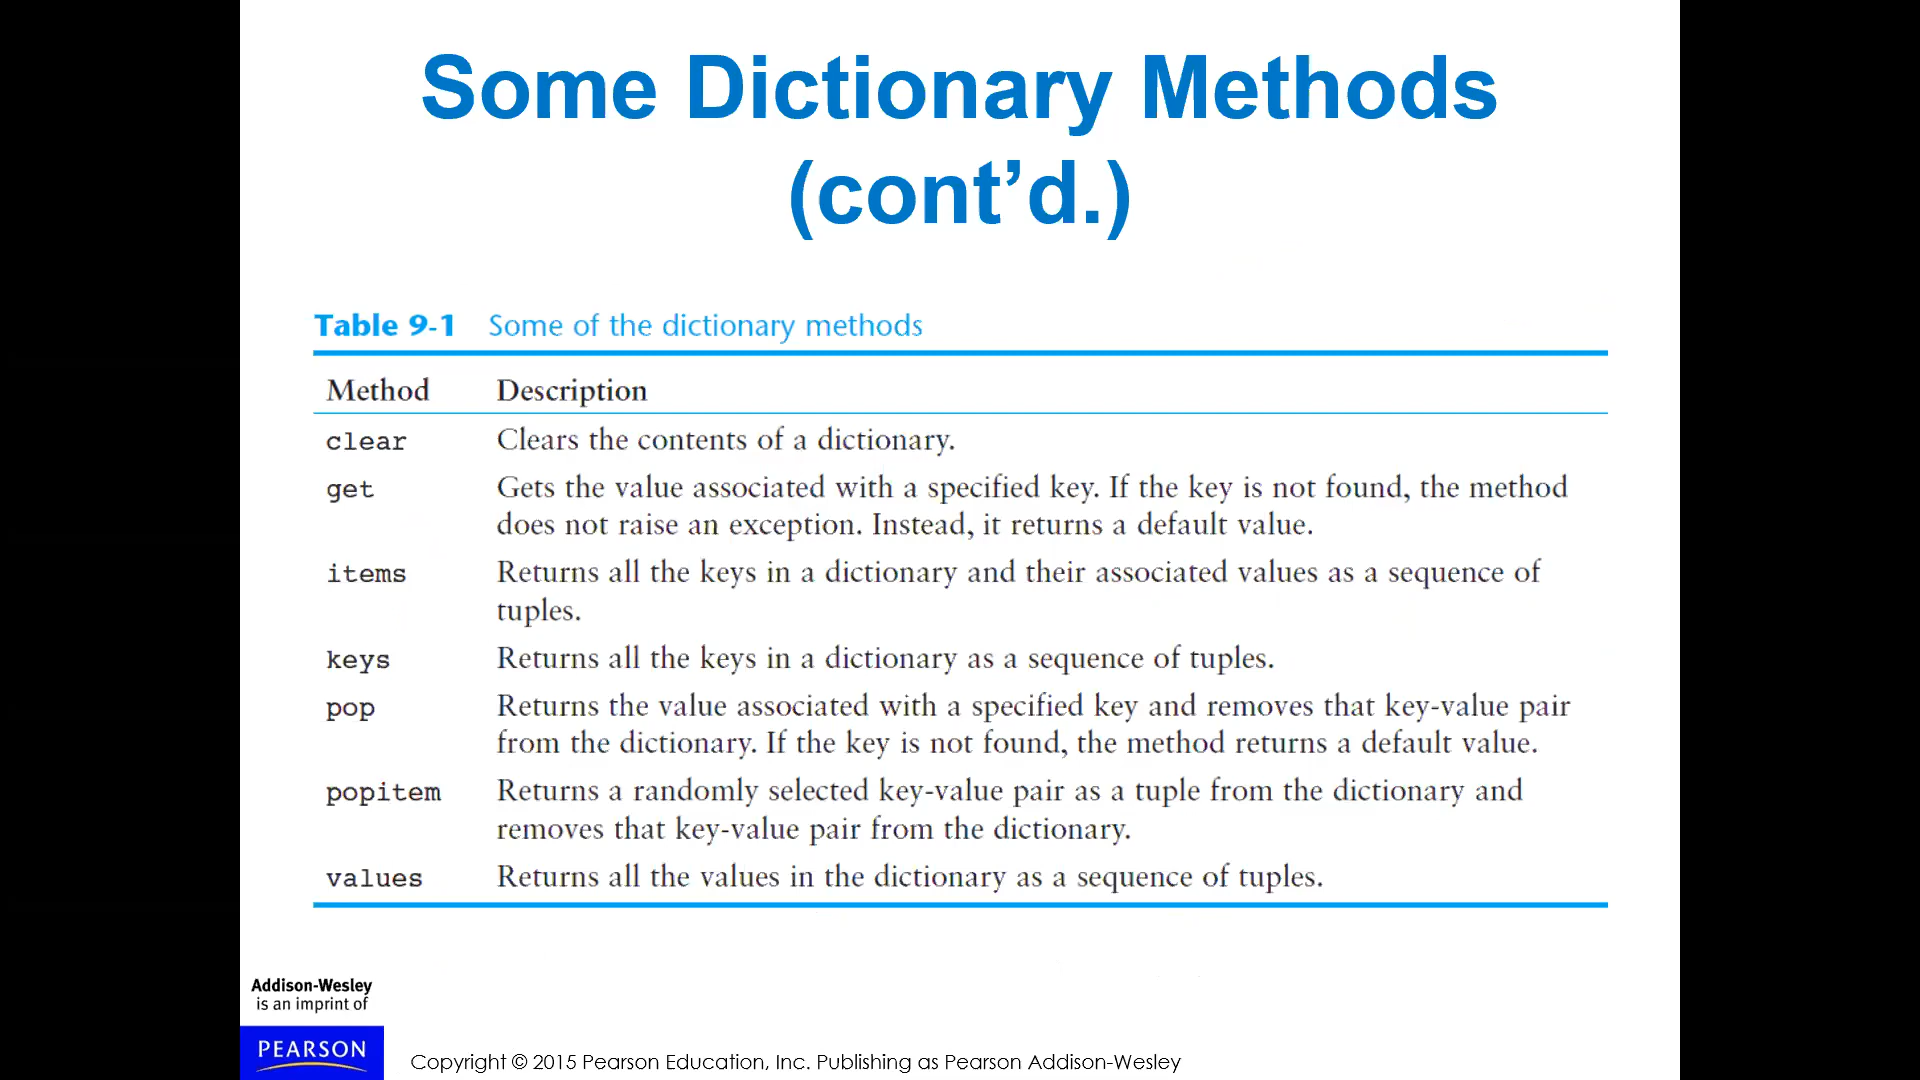 Some Dictionary Methods
(cont’d.)
Table 9-1 Some of the dictionary methods
Method Description
clear Clears the contents of a dictionary.
get Gets the value associated with a specified key. If the key is not found, the method
does not raise an exception. Instead, it returns a default value.
items Returns all the keys in a dictionary and their associated values as a sequence of
tuples.
keys Returns all the keys in a dictionary as a sequence of tuples.
pop Returns the value associated with a specified key and removes that key-value pair
from the dictionary. If the key is not found, the method returns a default value.
popitem Returns a randomly selected key-value pair as a tuple from the dictionary and
removes that key-value pair from the dictionary.
values Returns all the values in the dictionary as a sequence of tuples.
Addison-Wesley
is an imprint of
PEARSON
Copyright © 2015 Pearson Education, Inc. Publishing as Pearson Addison-Wesley